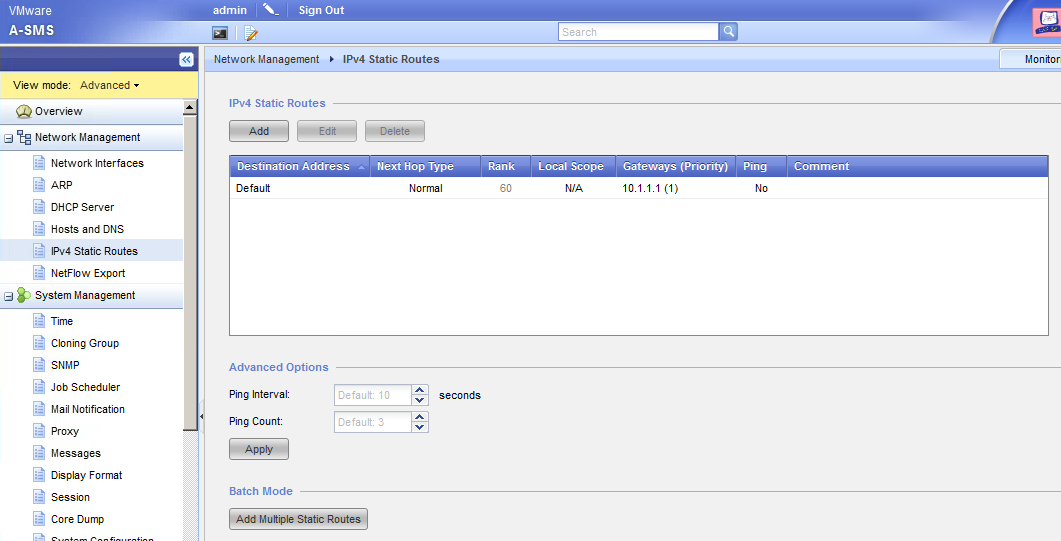 VMware
admin
Sign Out
A-SMS
Search
Network Management
IPv4 Static Routes
Monitor
View mode: Advanced
Overview
Network Management
Network Interfaces
ARP
DHCP Server
Hosts and DNS
IPv4 Static Routes
NetFlow Export
System Management
Time
Cloning Group
SNMP
Job Scheduler
Mail Notification
Proxy
Messages
Display Format
Session
Core Dump
System Configuration
IPv4 Static Routes
Add Edit Delete
Destination Address Next Hop Type Rank Local Scope Gateways (Priority) Ping Comment
Default Normal 60 N/A 10.1.1.1 (1) No
Advanced Options
Ping Interval: Default: 10 seconds
Ping Count: Default: 3
Apply
Batch Mode
Add Multiple Static Routes